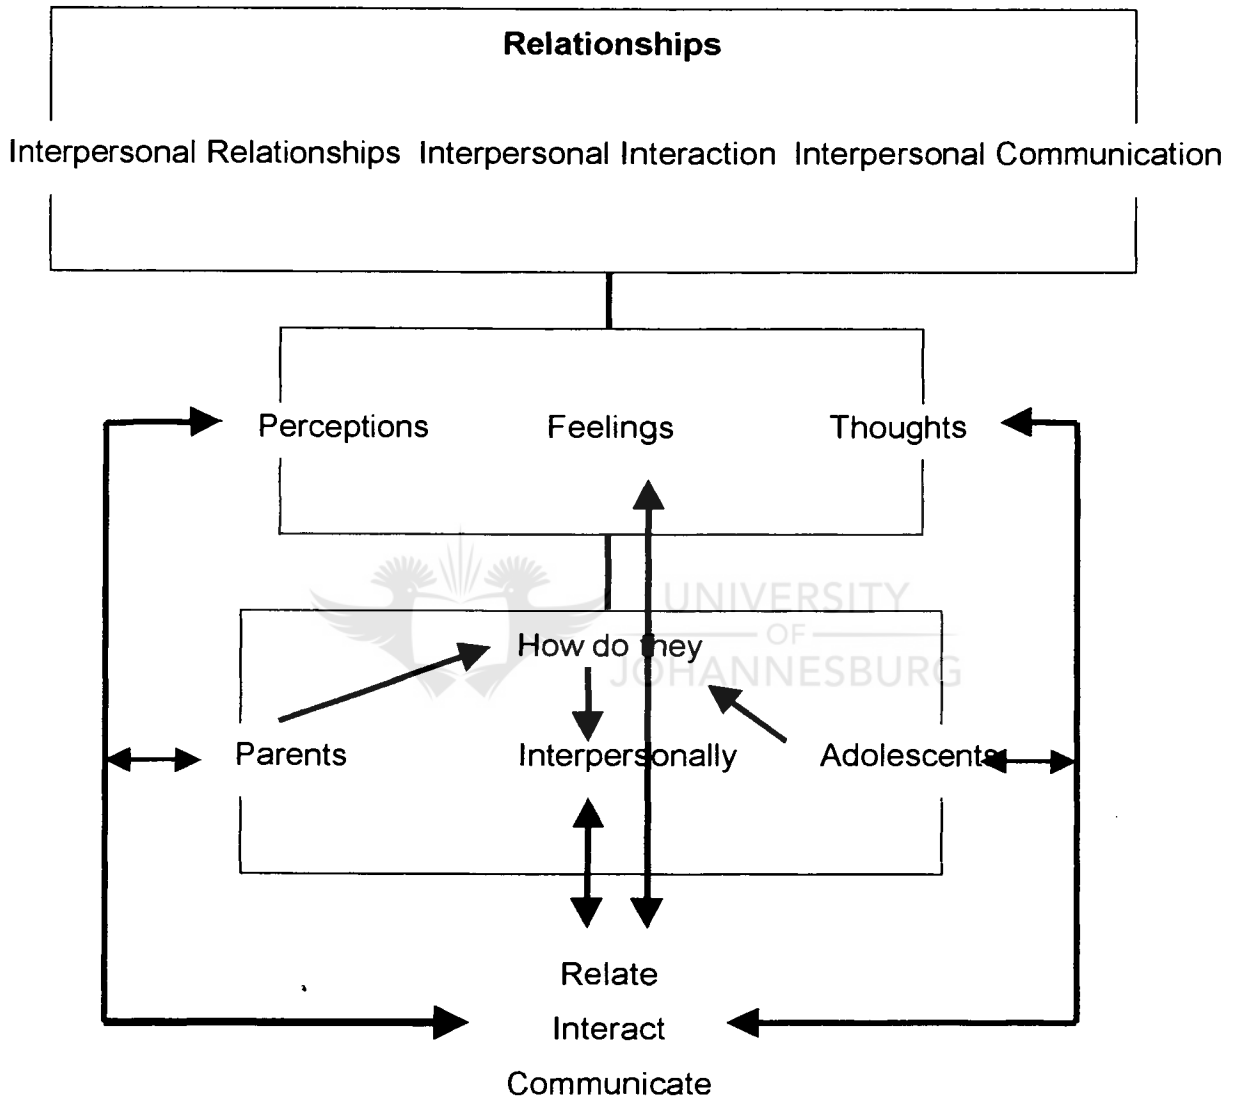 Relationships
Interpersonal Relationships Interpersonal Interaction Interpersonal Communication
Perceptions Feelings Thoughts
UNIVERSITY
OF
JOHANNESBURG
How do they
Parents Interpersonally Adolescents
Relate
Interact
Communicate